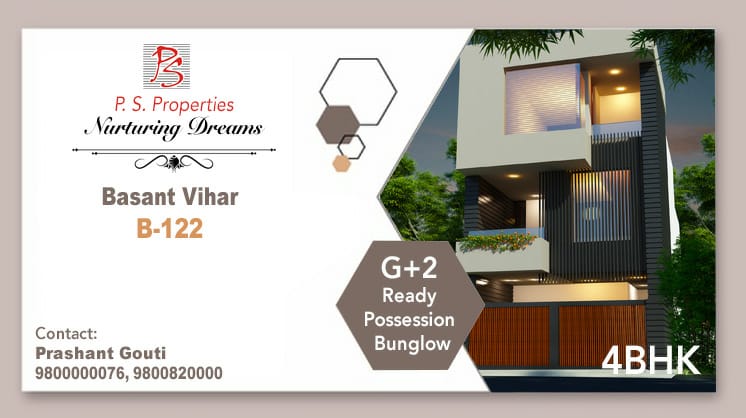 PS
P. S. Properties
Nurturing Dreams
Basant Vihar
B-122
G+2
Ready
Possession
Bunglow
Contact:
Prashant Gouti
9800000076, 9800820000
4BHK